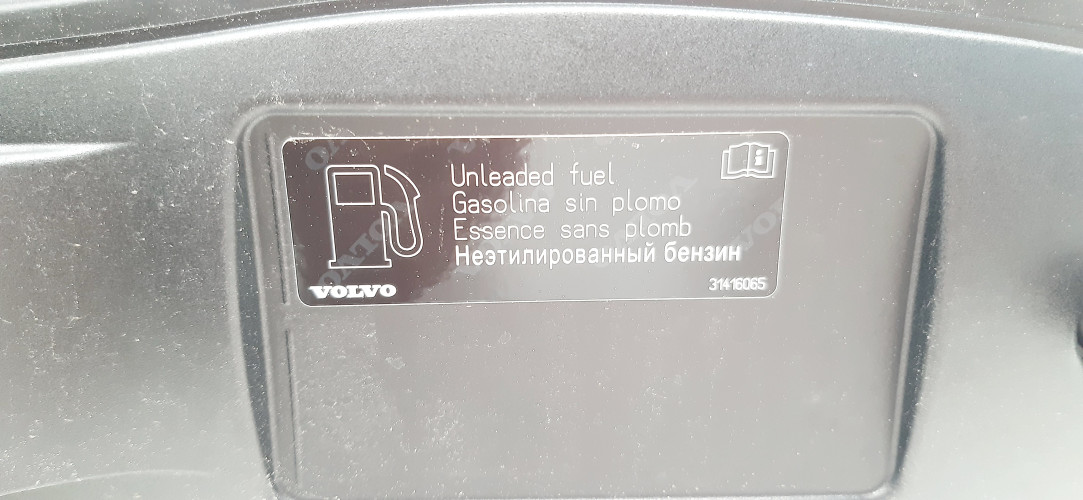 Unleaded fuel
Gasolina sin plomo
Essence sans plomb
Неэтилированный бензин
VOLVO
31416065